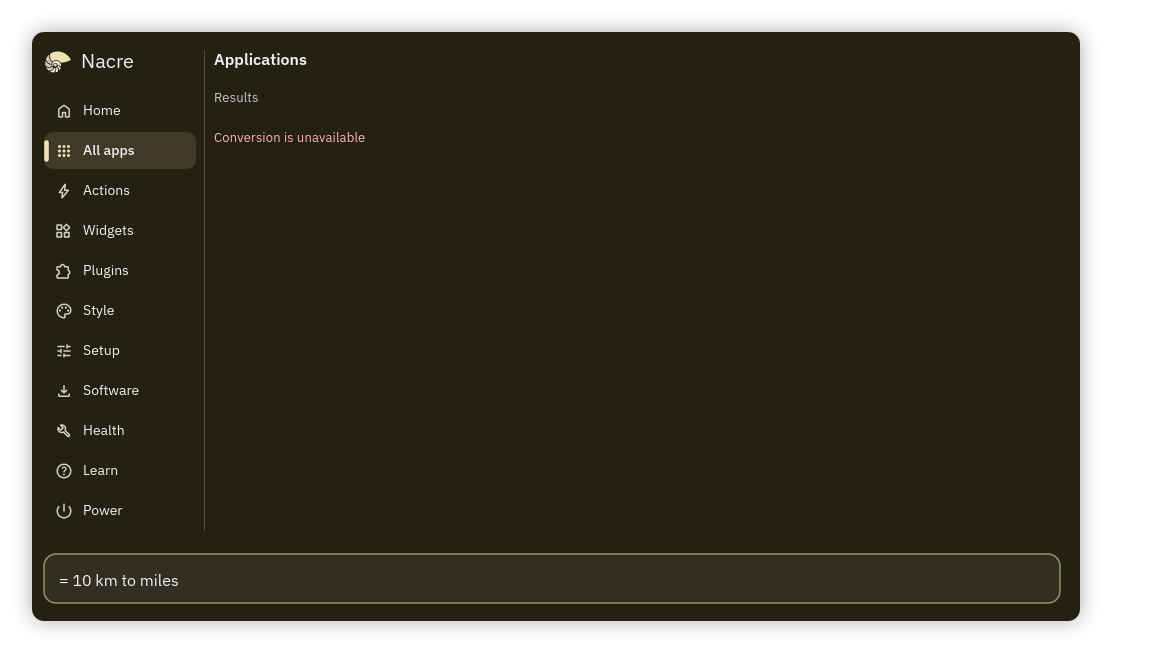 Nacre
Home
All apps
Actions
Widgets
Plugins
Style
Setup
Software
Health
Learn
Power
Applications
Results
Conversion is unavailable
= 10 km to miles